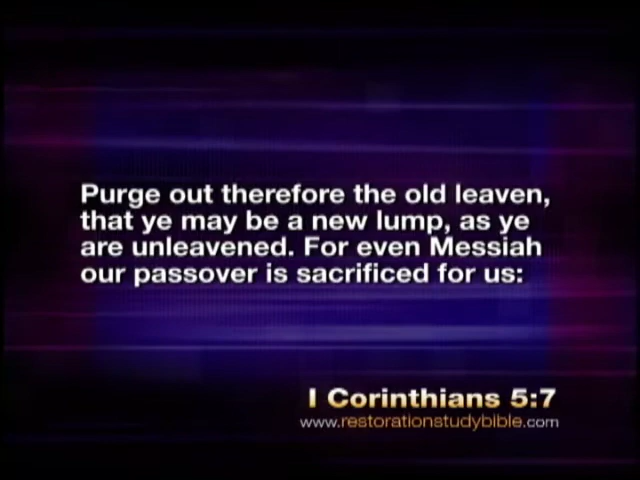 Purge out therefore the old leaven,
that ye may be a new lump, as ye
are unleavened. For even Messiah
our passover is sacrificed for us:
I Corinthians 5:7
www.restorationstudybible.com